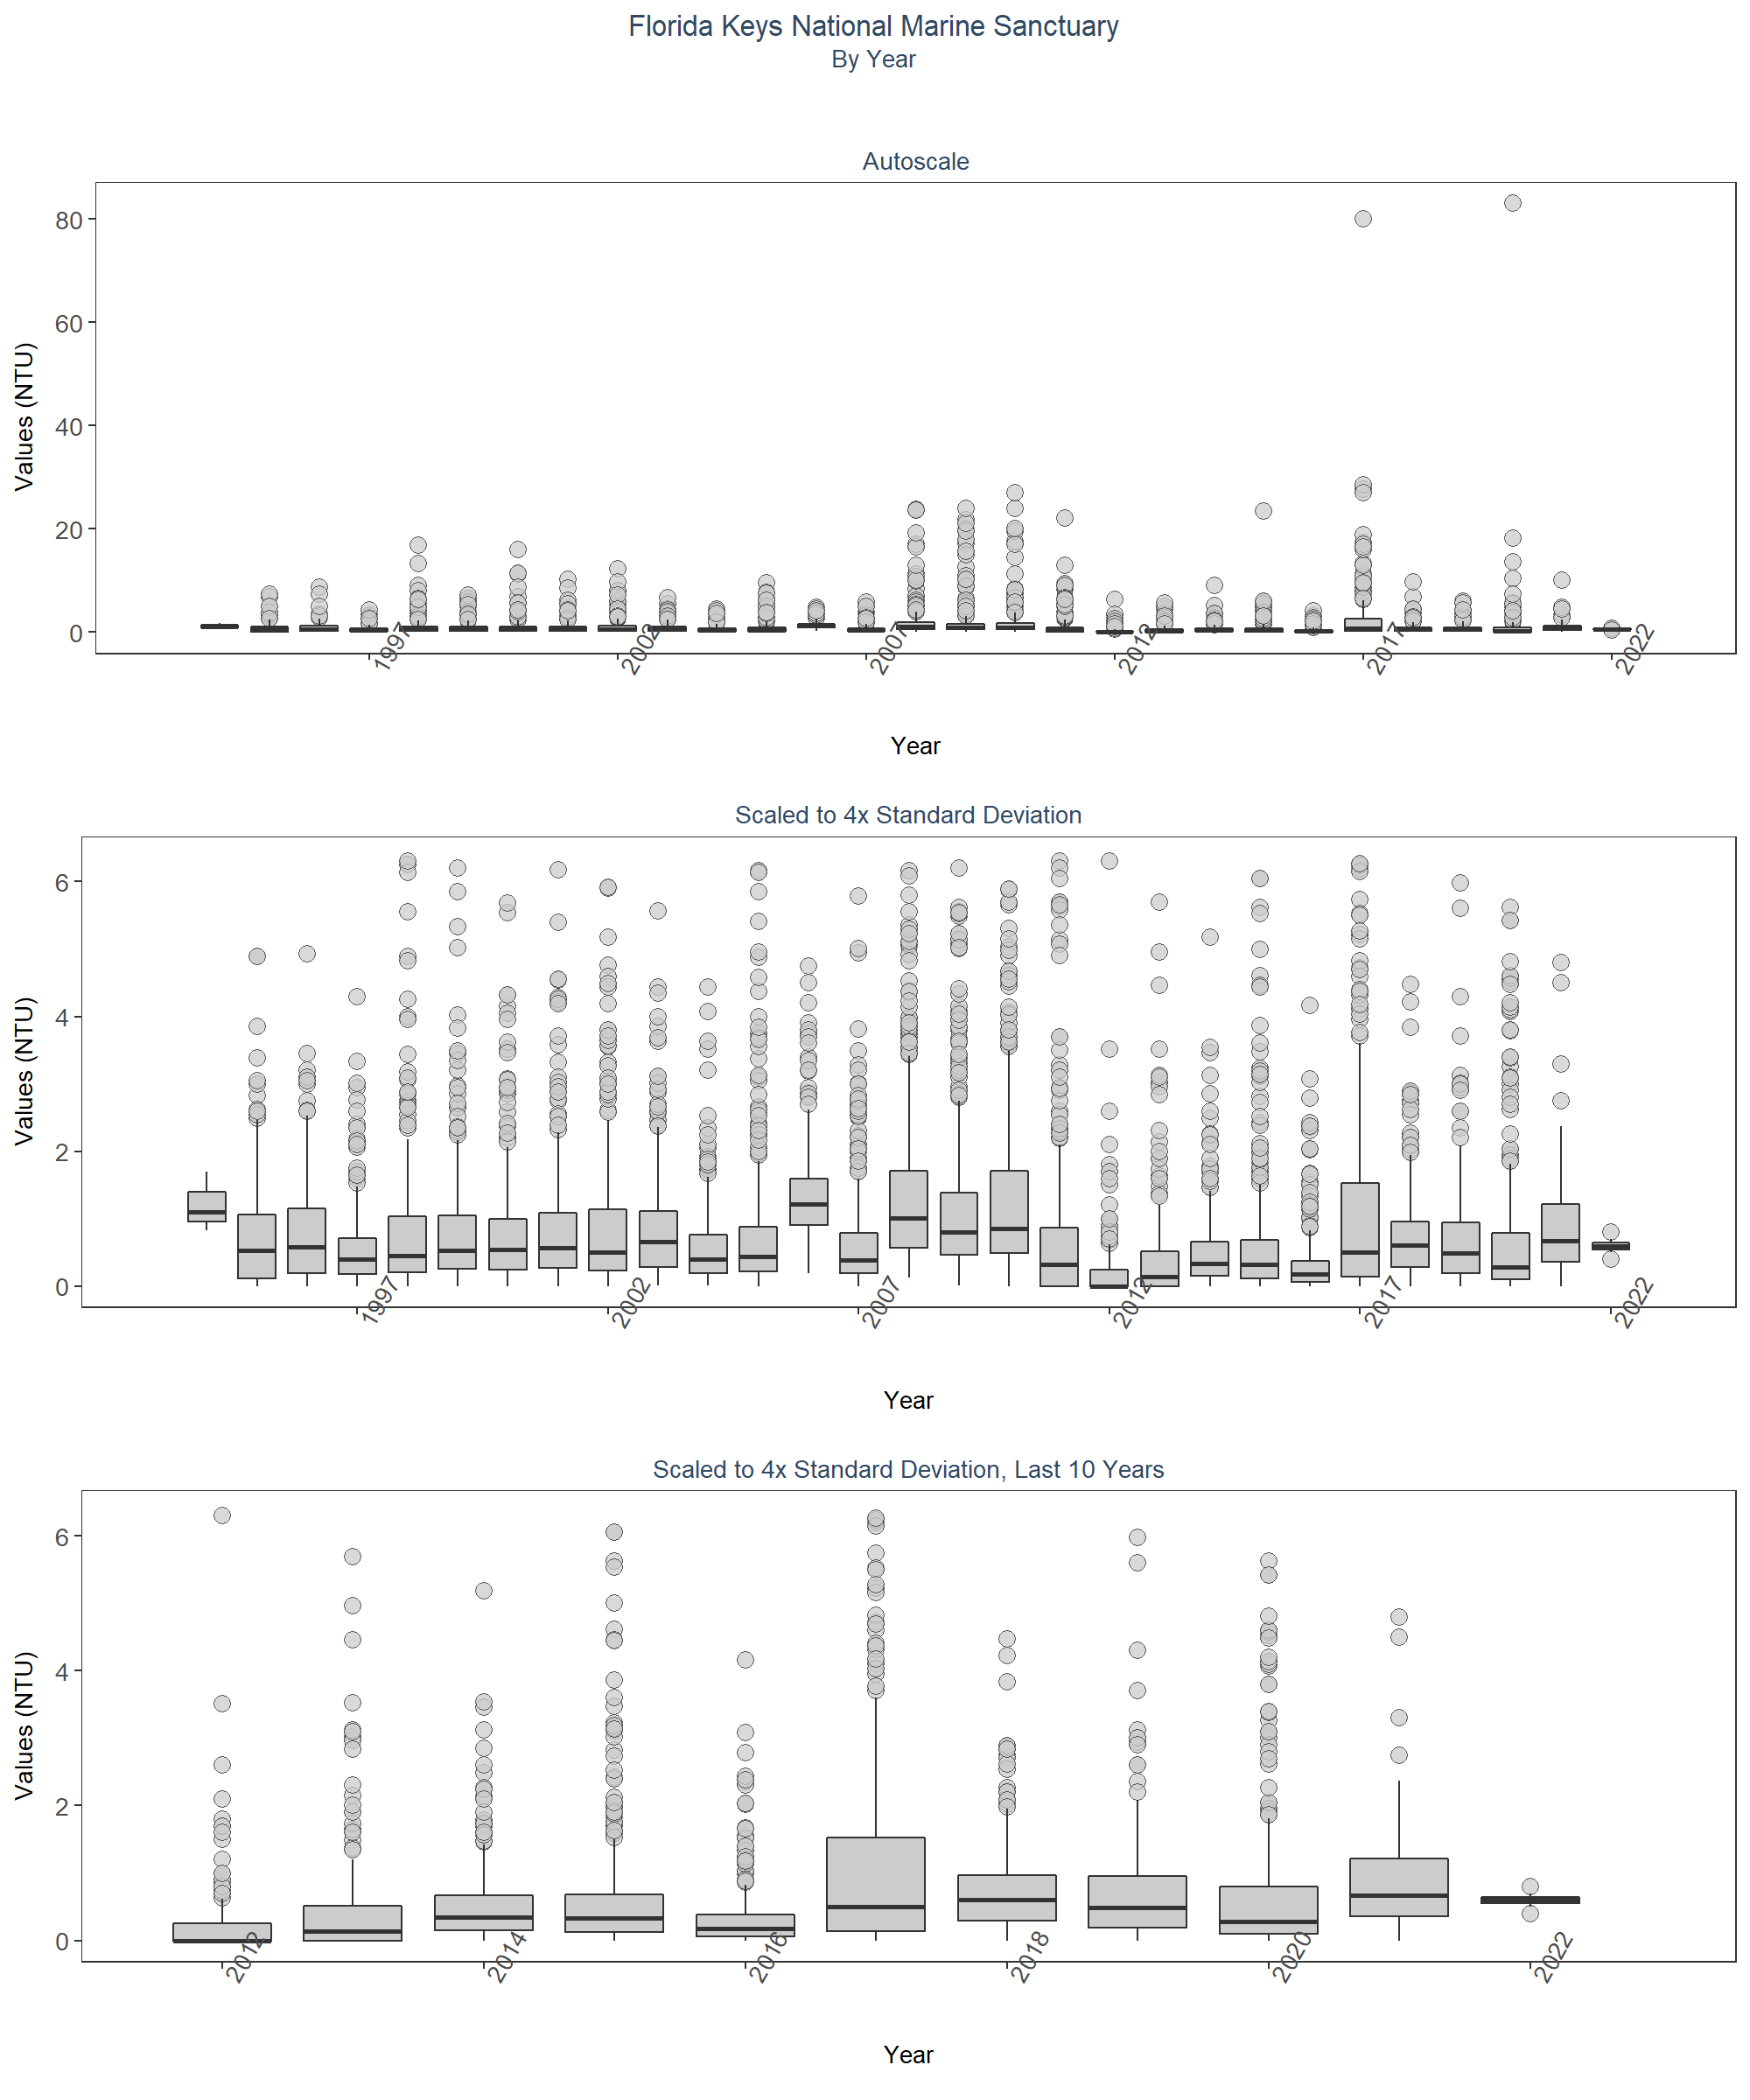 Florida Keys National Marine Sanctuary
By Year
Autoscale
Values (NTU)
80
60
40
20
0
1997
2002
2007
2012
2017
2022
Year
Scaled to 4x Standard Deviation
Values (NTU)
6
4
2
0
1997
2002
2007
2012
2017
2022
Year
Scaled to 4x Standard Deviation, Last 10 Years
Values (NTU)
6
4
2
0
2012
2014
2016
2018
2020
2022
Year